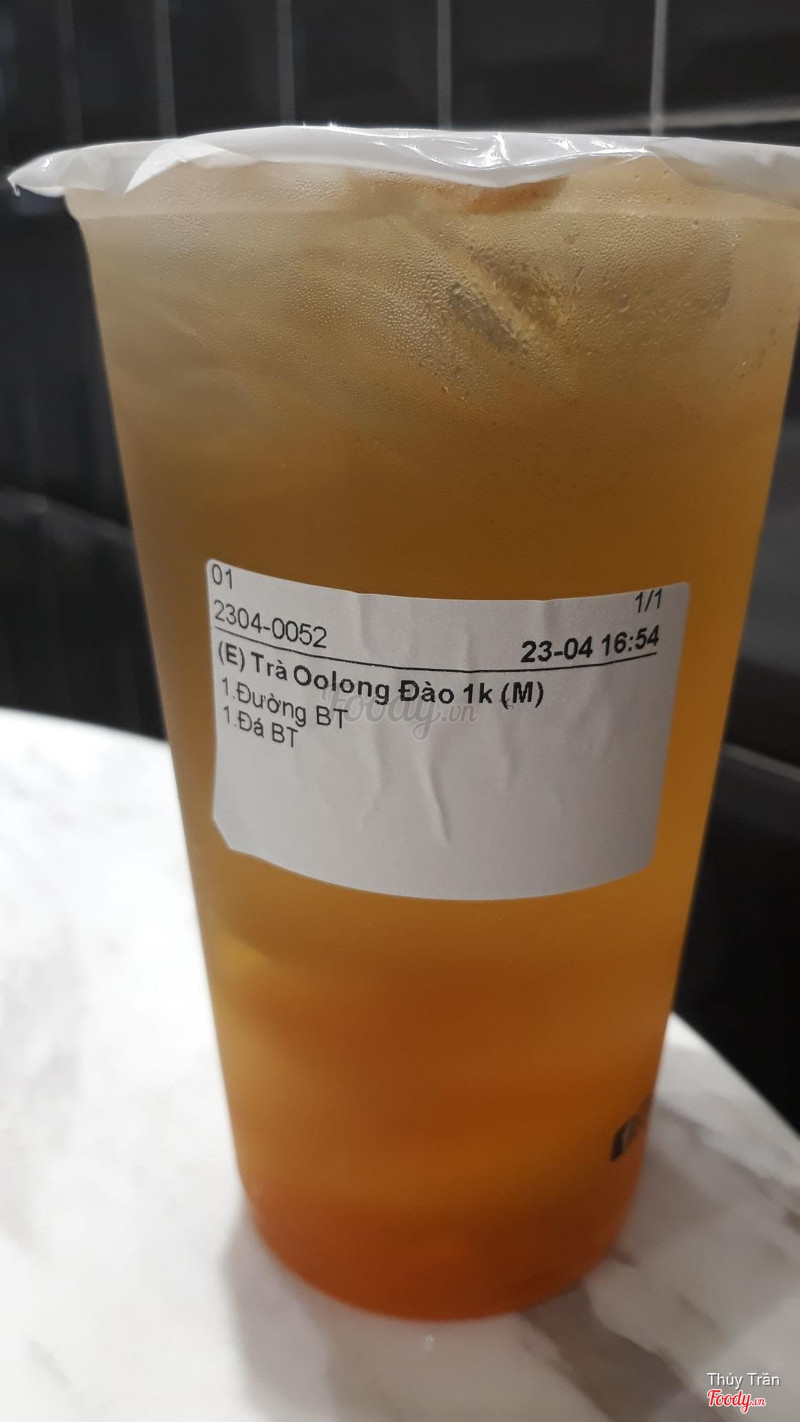 01
1/1
2304-0052
23-04 16:54
(E) Trà Oolong Đào 1k (M)
1.Đường BT
1.Đá BT
Foody.vn
Thủy Trần
Foody.vn